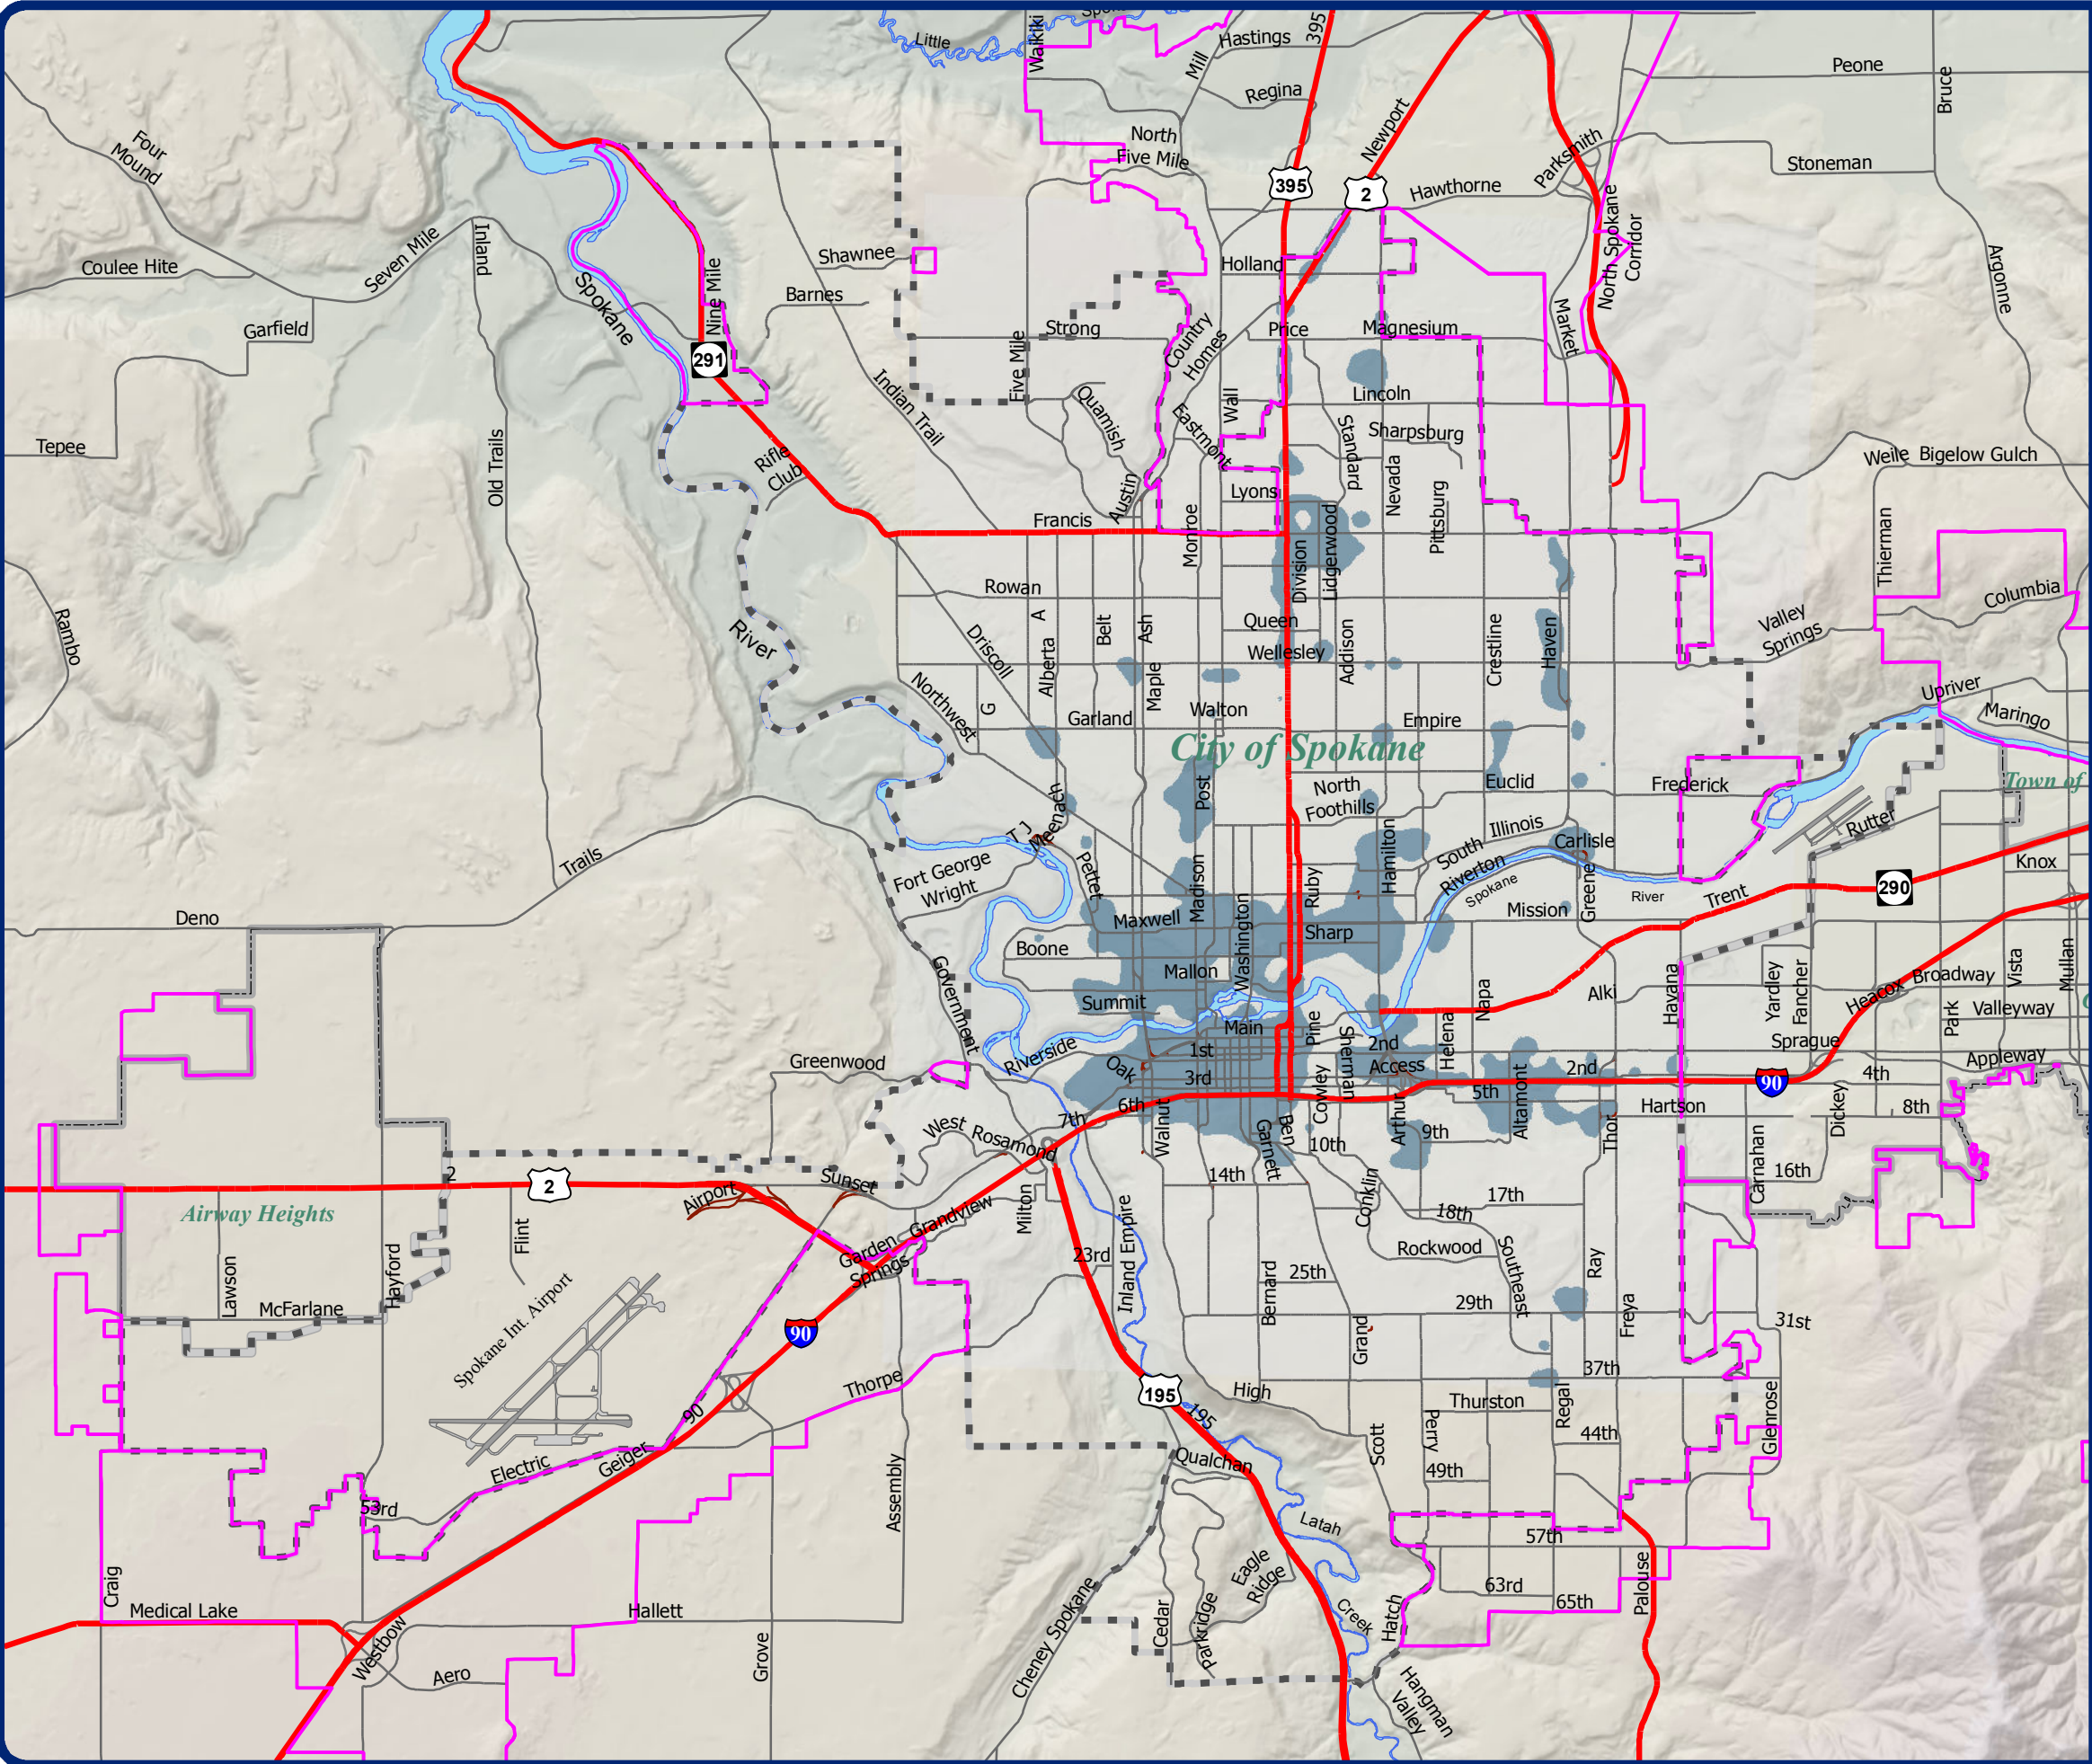 Little
Spok
Waikiki
Mill
Hastings
395
Regina
Newport
Peone
Bruce
Four
Mound
North
Five Mile
Parksmith
Stoneman
395
2
Hawthorne
North Spokane
Corridor
Seven Mile
Inland
Coulee Hite
Shawnee
Holland
Argonne
Spokane
Nine Mile
Barnes
Garfield
Strong
Five Mile
Country
Homes
Price
Magnesium
Market
291
Indian Trail
Quamish
Eastmont
Wall
Lincoln
Standard
Sharpsburg
Tepee
Old Trails
Rifle
Club
Nevada
Weile
Bigelow Gulch
Austin
Lyons
Pittsburg
Francis
Monroe
Division
Lidgerwood
Thierman
Rambo
River
Rowan
A
Alberta
Belt
Ash
Maple
Queen
Wellesley
Addison
Crestline
Haven
Columbia
Valley
Springs
Driscoll
Northwest
G
Garland
Walton
Empire
Upriver
Maringo
City of Spokane
Post
North
Foothills
Euclid
Frederick
Town of
T J
Meenach
Rutter
Trails
Fort George
Wright
Pettet
Madison
Washington
Ruby
Hamilton
South
Illinois
Riverton
Spokane
Carlisle
Greene
River
Trent
290
Knox
Deno
Maxwell
Mission
Boone
Sharp
Government
Mallon
Summit
Napa
Alki
Havana
Yardley
Fancher
Heacox
Broadway
Vista
Mullan
Park
Valleyway
Main
Pine
Sherman
2nd
Helena
Sprague
Appleway
Greenwood
Riverside
Oak
1st
3rd
Cowley
Access
Arthur
5th
Altamont
2nd
90
4th
Hartson
Dickey
8th
7th
6th
Walnut
Garnett
Ben
10th
9th
Thor
West
Rosamond
2
2
Sunset
Airport
14th
Conklin
17th
18th
Carnahan
16th
Airway Heights
Flint
Garden
Springs
Grandview
Milton
23rd
Inland Empire
Rockwood
Southeast
Ray
Lawson
McFarlane
Hayford
Spokane Int. Airport
90
Bernard
25th
29th
Grand
Freya
31st
37th
90
Thorpe
195
195
High
Thurston
Regal
Glenrose
Electric
Geiger
Assembly
Qualchan
Scott
Perry
44th
49th
53rd
Latah
57th
Craig
Medical Lake
Hallett
Westbow
Aero
Grove
Cheney Spokane
Cedar
Parkridge
Eagle
Ridge
Creek
Hatch
63rd
65th
Palouse
Hangman
Valley